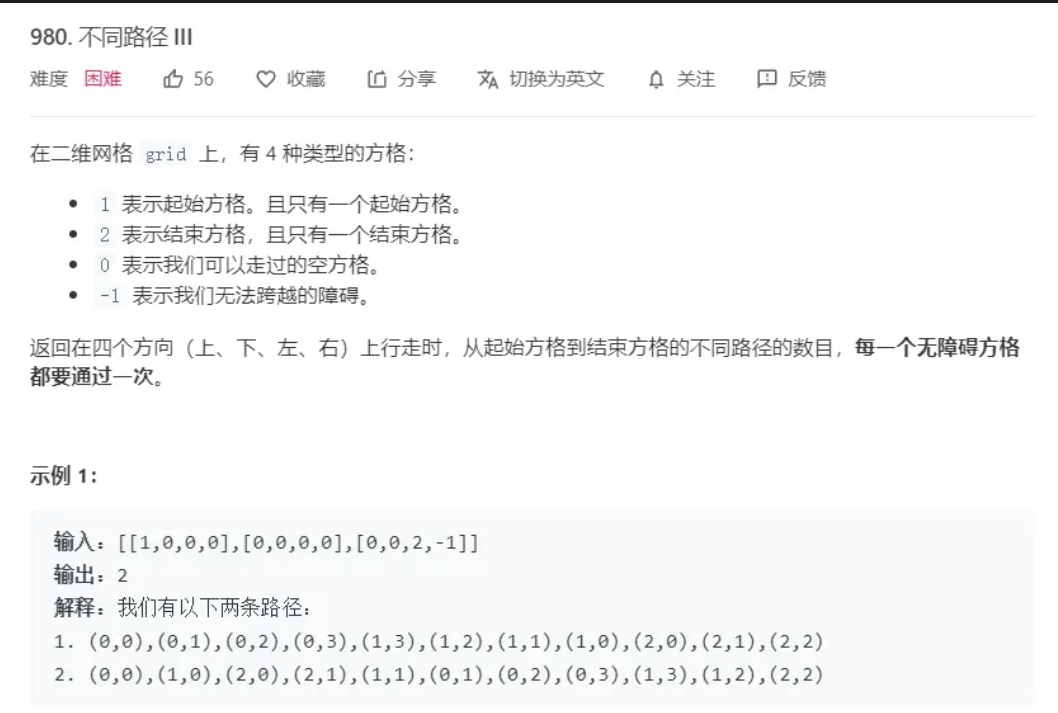 980. 不同路径 III
难度 困难 56 收藏 分享 切换为英文 关注 反馈
在二维网格 grid 上，有 4 种类型的方格：
• 1 表示起始方格。且只有一个起始方格。
• 2 表示结束方格，且只有一个结束方格。
• 0 表示我们可以走过的空方格。
• -1 表示我们无法跨越的障碍。
返回在四个方向（上、下、左、右）上行走时，从起始方格到结束方格的不同路径的数目，每一个无障碍方格
都要通过一次。
示例 1：
输入：[[1,0,0,0],[0,0,0,0],[0,0,2,-1]]
输出：2
解释：我们有以下两条路径：
1. (0,0),(0,1),(0,2),(0,3),(1,3),(1,2),(1,1),(1,0),(2,0),(2,1),(2,2)
2. (0,0),(1,0),(2,0),(2,1),(1,1),(0,1),(0,2),(0,3),(1,3),(1,2),(2,2)